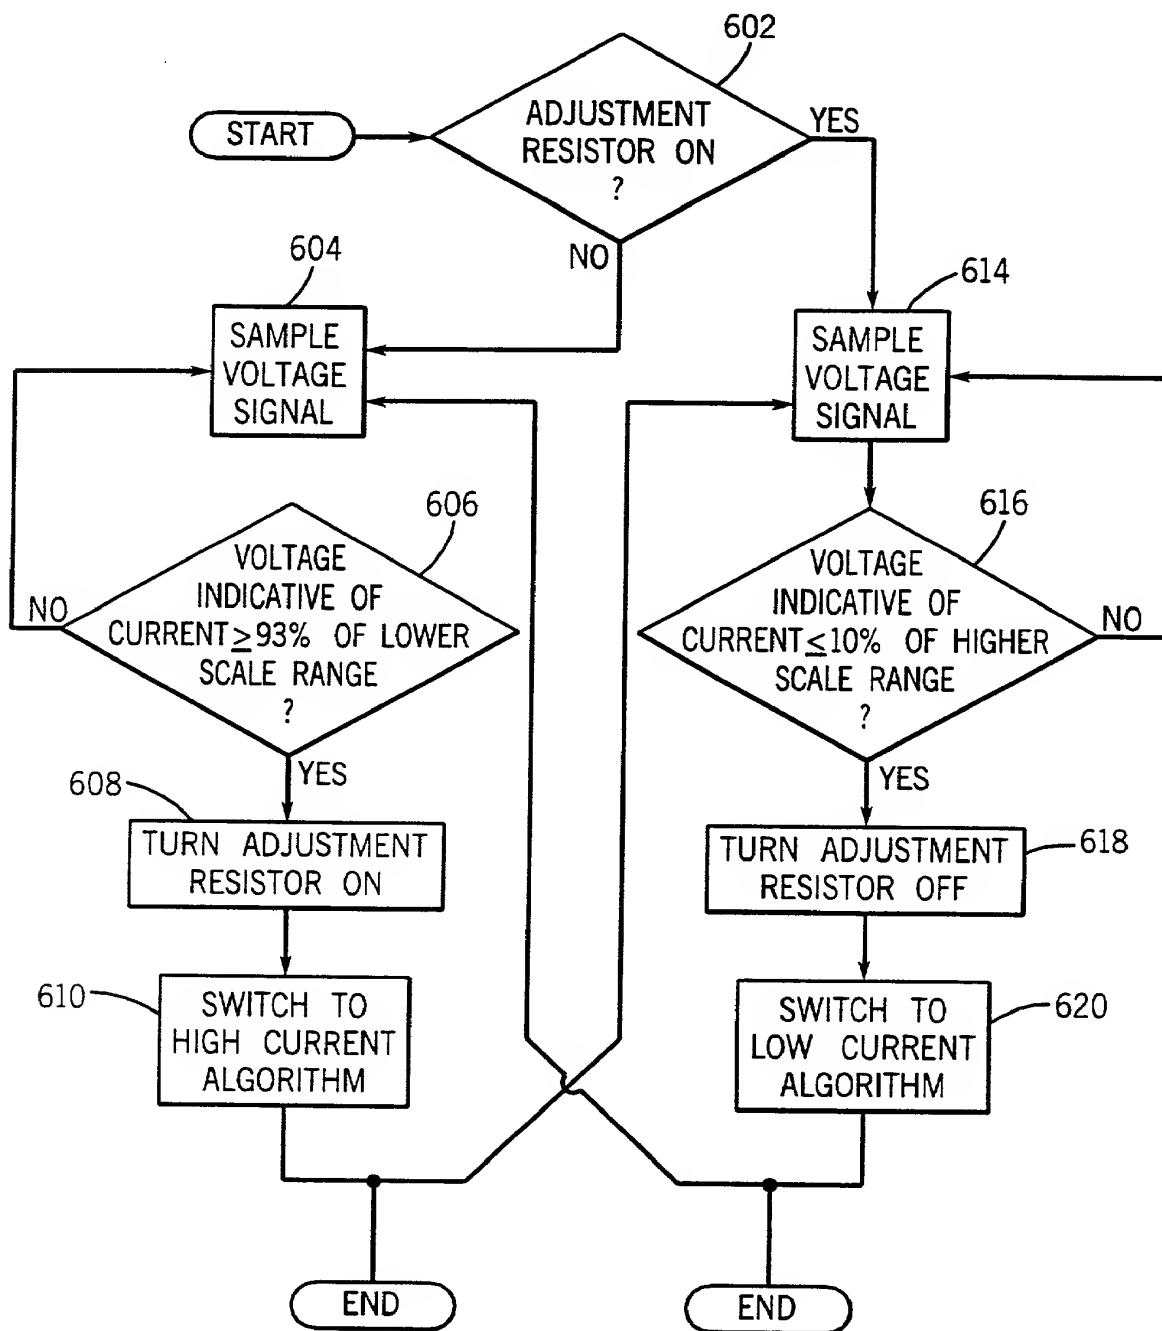 602
START
ADJUSTMENT
RESISTOR ON
?
YES
NO
604
SAMPLE
VOLTAGE
SIGNAL
614
SAMPLE
VOLTAGE
SIGNAL
606
VOLTAGE
INDICATIVE OF
CURRENT≥93% OF LOWER
SCALE RANGE
?
NO
YES
616
VOLTAGE
INDICATIVE OF
CURRENT≤10% OF HIGHER
SCALE RANGE
?
NO
YES
608
TURN ADJUSTMENT
RESISTOR ON
TURN ADJUSTMENT
RESISTOR OFF
618
610
SWITCH TO
HIGH CURRENT
ALGORITHM
SWITCH TO
LOW CURRENT
ALGORITHM
620
END
END